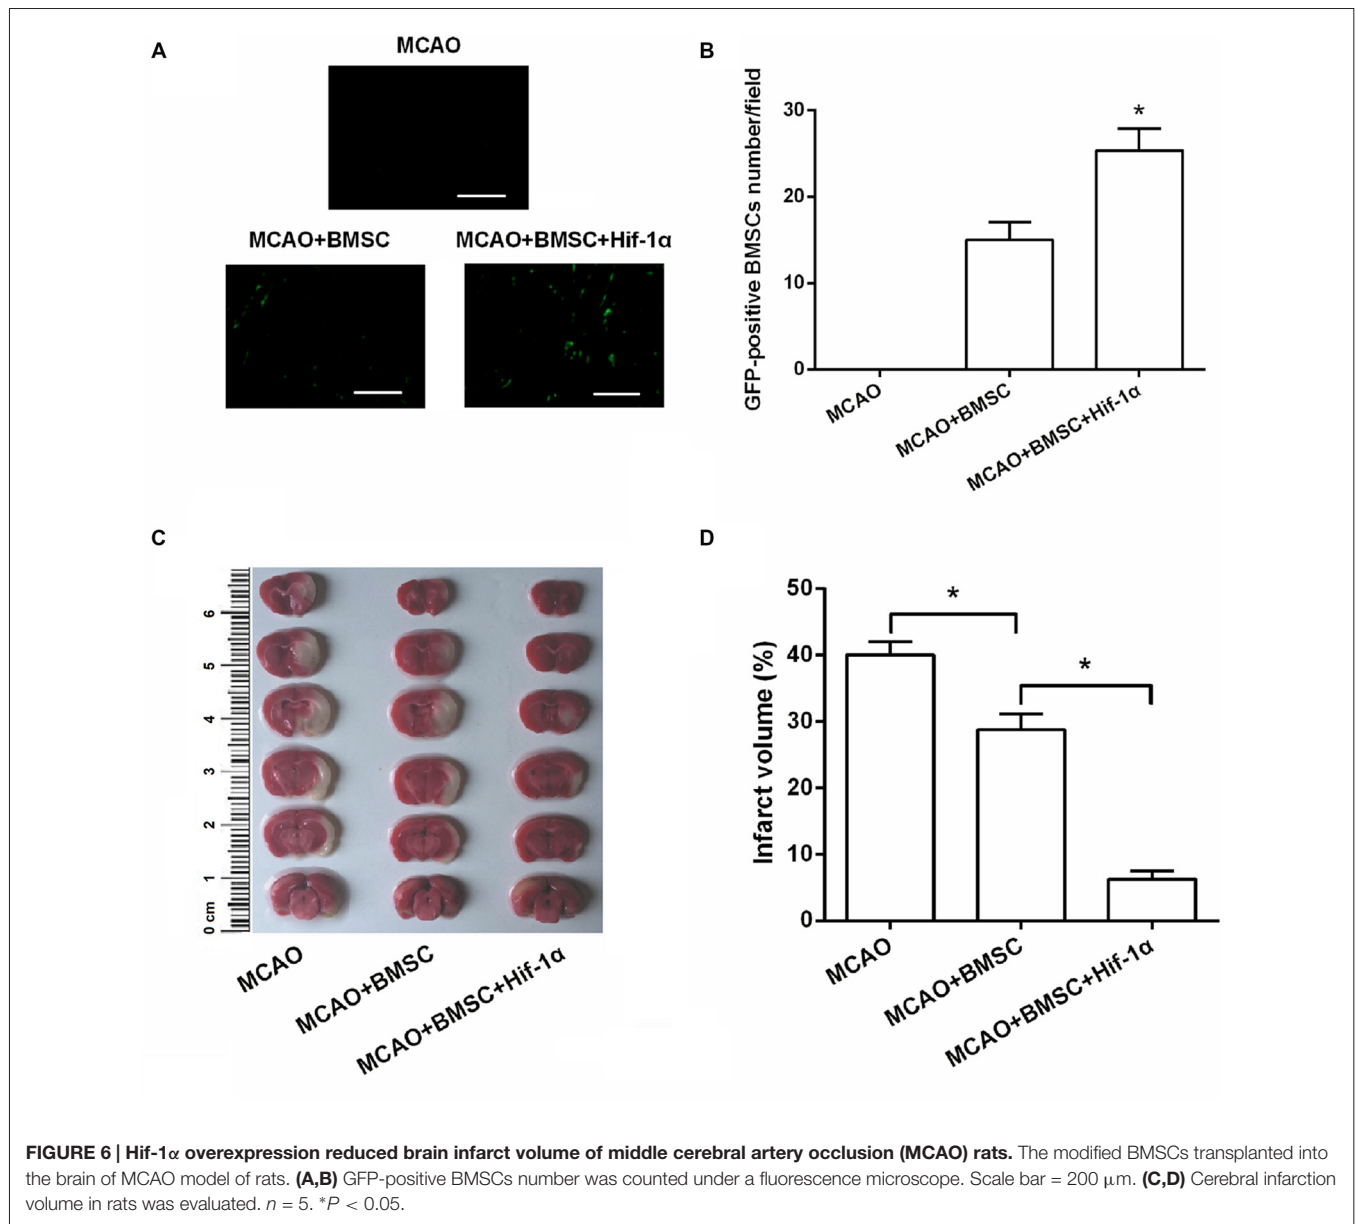 A
MCAO
MCAO+BMSC
MCAO+BMSC+Hif-1α
B
GFP-positive BMSCs number/field
30
20
10
0
*
MCAO
MCAO+BMSC
MCAO+BMSC+Hif-1α
C
6
5
4
3
2
1
0 cm
MCAO
MCAO+BMSC
MCAO+BMSC+Hif-1α
D
Infarct volume (%)
50
40
30
20
10
0
*
*
MCAO
MCAO+BMSC
MCAO+BMSC+Hif-1α
FIGURE 6 | Hif-1α overexpression reduced brain infarct volume of middle cerebral artery occlusion (MCAO) rats. The modified BMSCs transplanted into
the brain of MCAO model of rats. (A,B) GFP-positive BMSCs number was counted under a fluorescence microscope. Scale bar = 200 μm. (C,D) Cerebral infarction
volume in rats was evaluated. n = 5. *P < 0.05.